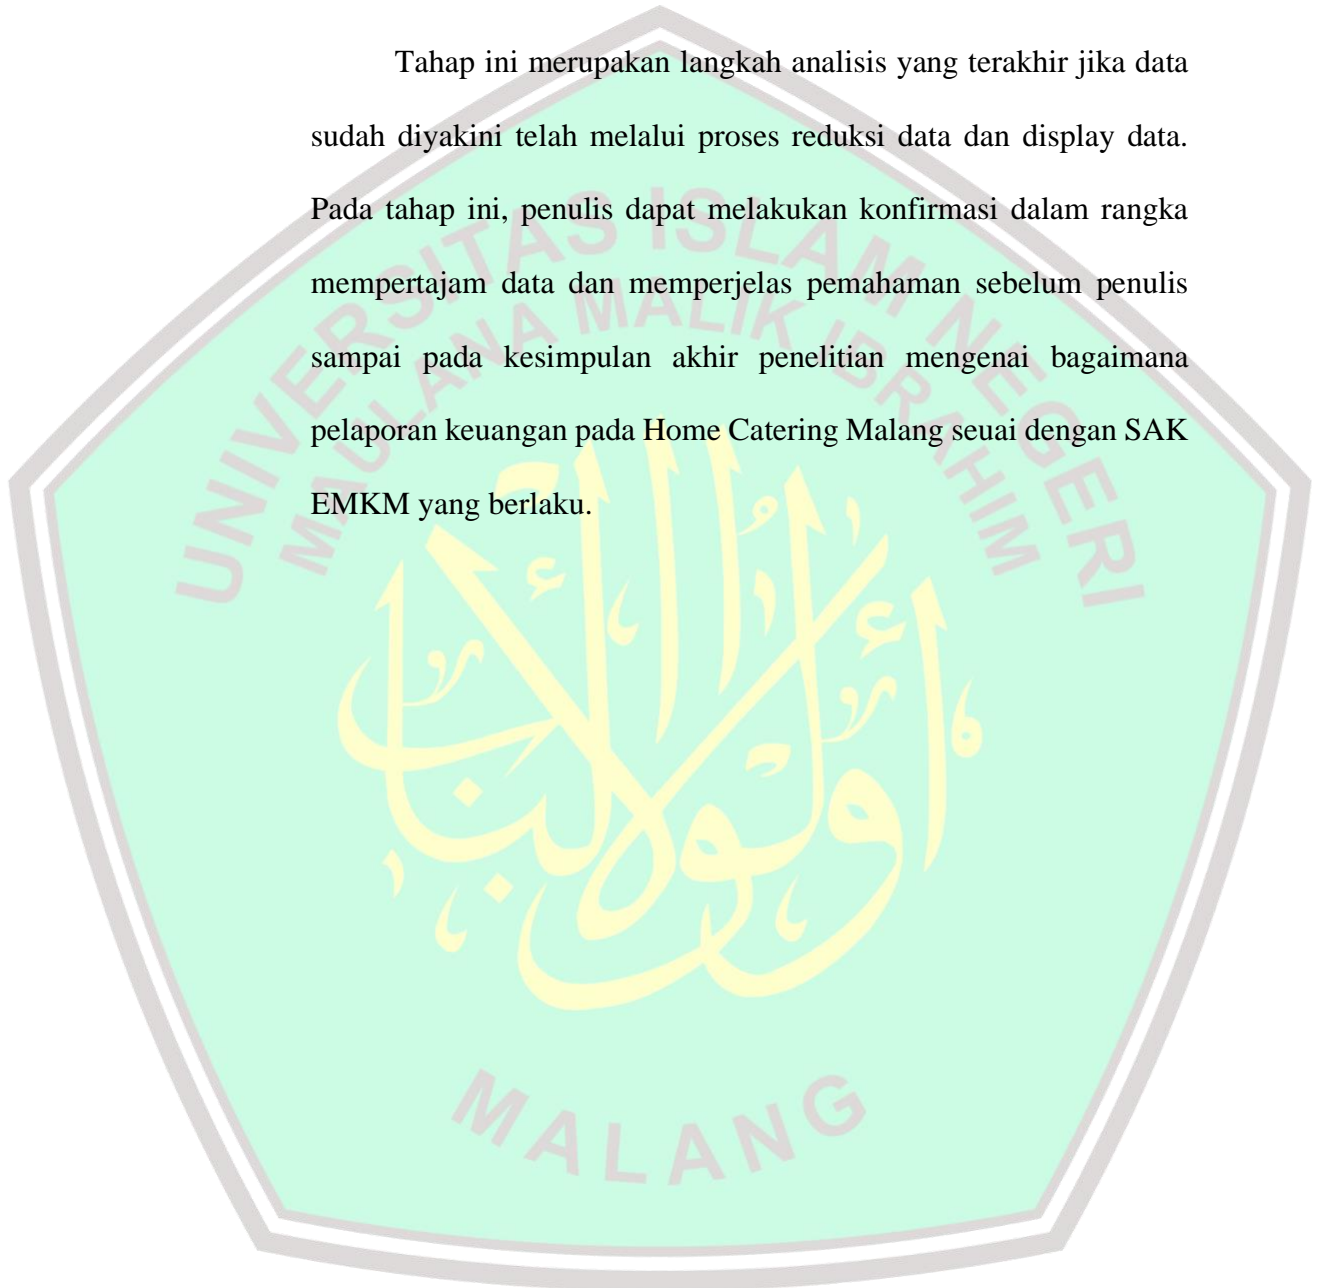 Tahap ini merupakan langkah analisis yang terakhir jika data
sudah diyakini telah melalui proses reduksi data dan display data.
Pada tahap ini, penulis dapat melakukan konfirmasi dalam rangka
mempertajam data dan memperjelas pemahaman sebelum penulis
sampai pada kesimpulan akhir penelitian mengenai bagaimana
pelaporan keuangan pada Home Catering Malang seuai dengan SAK
EMKM yang berlaku.
UNIVERSITAS ISLAM NEGERI
MAULANA MALIK IBRAHIM
أولوا الألباب
MALANG